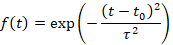 f(t) = exp(−(t − t₀)²/τ²)